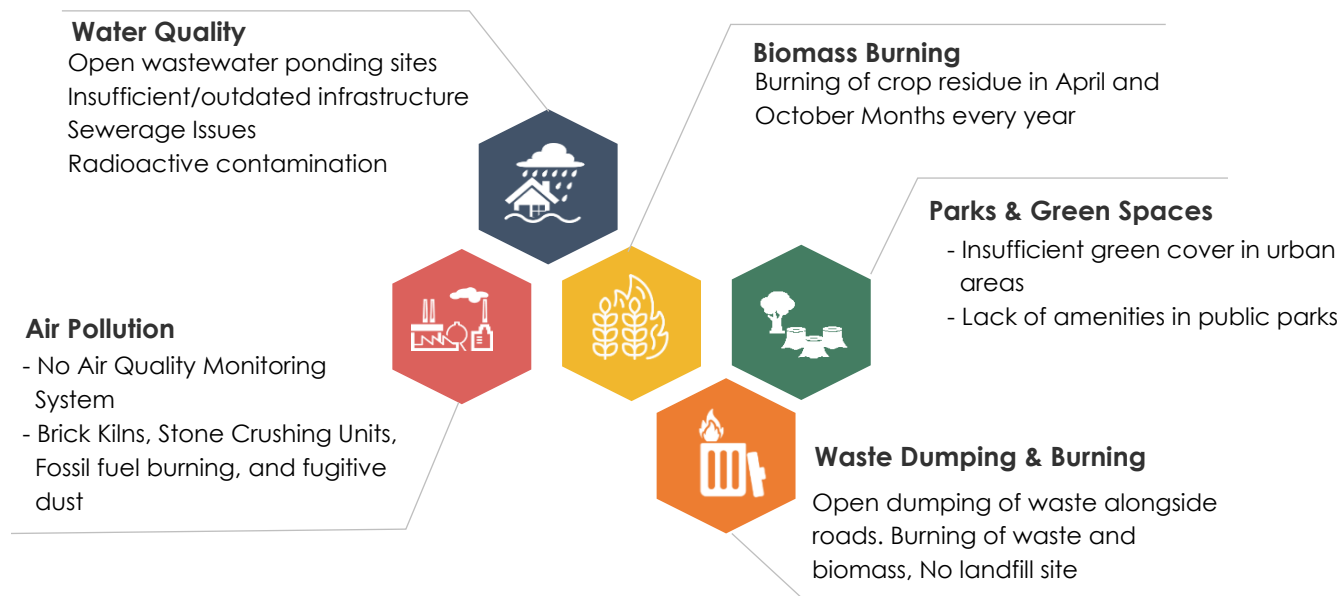 Water Quality
Open wastewater ponding sites
Insufficient/outdated infrastructure
Sewerage Issues
Radioactive contamination
Biomass Burning
Burning of crop residue in April and
October Months every year
Parks & Green Spaces
- Insufficient green cover in urban
areas
- Lack of amenities in public parks
Air Pollution
- No Air Quality Monitoring
System
- Brick Kilns, Stone Crushing Units,
Fossil fuel burning, and fugitive
dust
Waste Dumping & Burning
Open dumping of waste alongside
roads. Burning of waste and
biomass, No landfill site